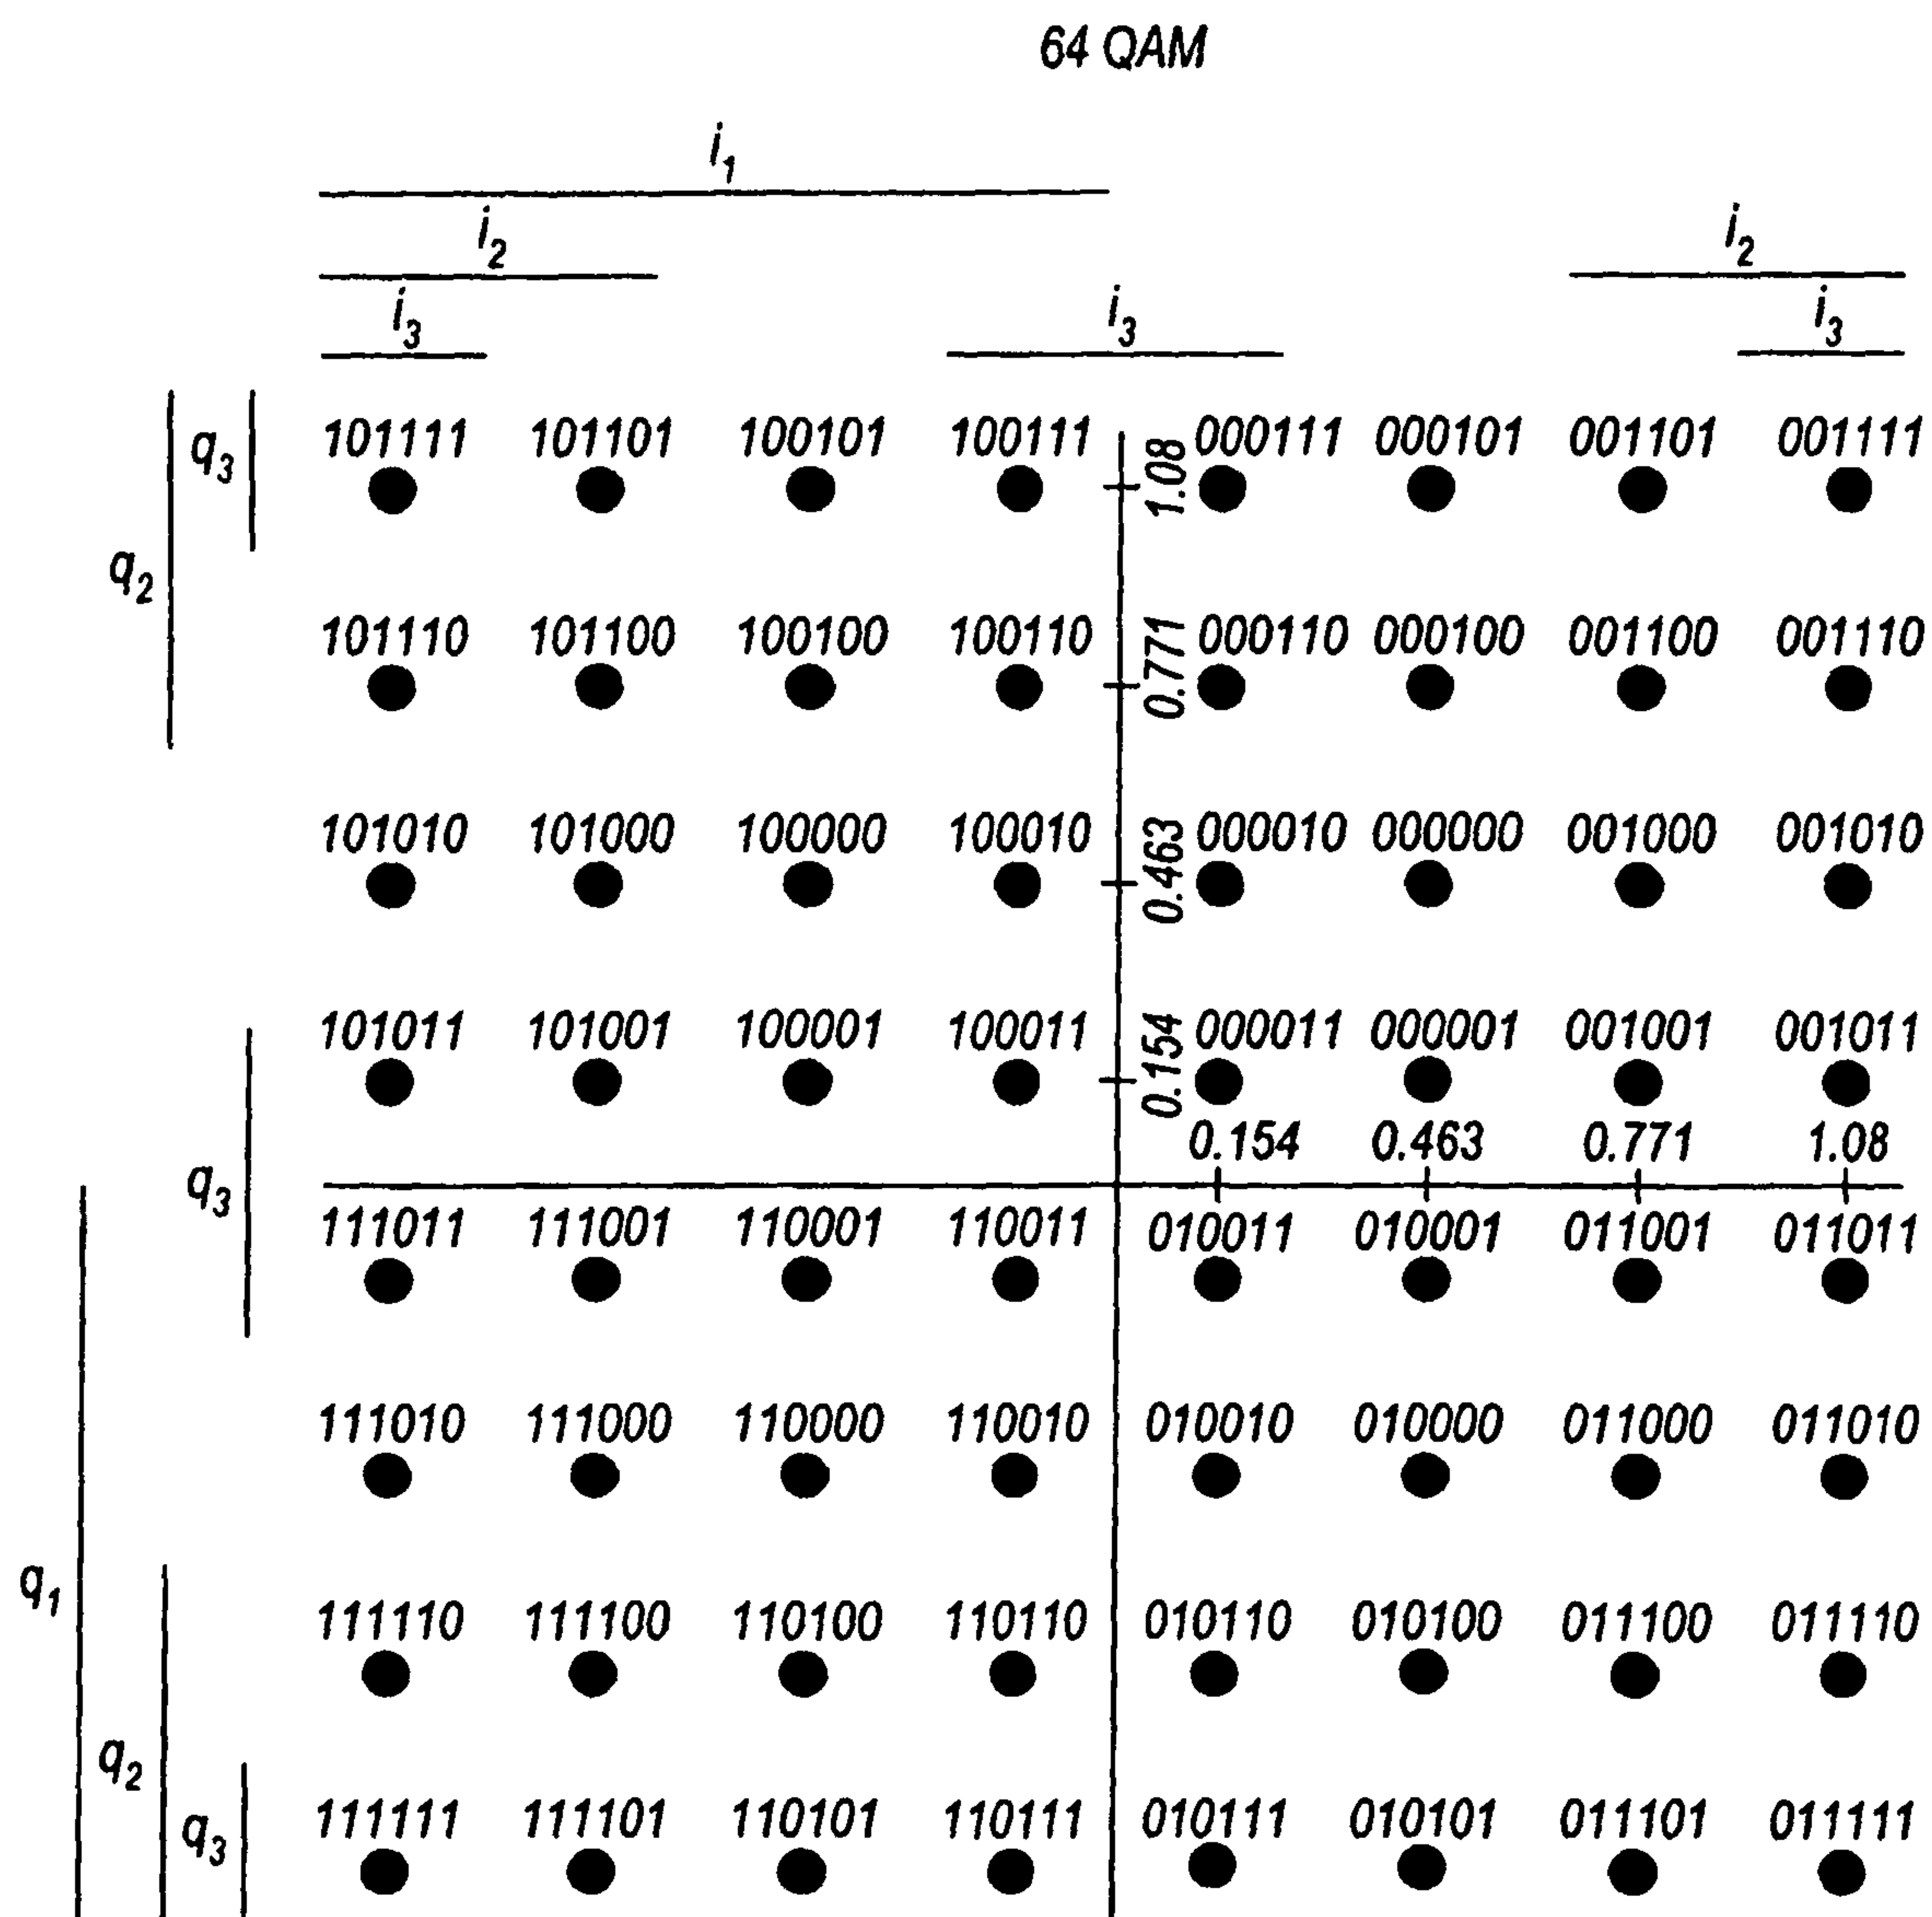 64 QAM
i1
i2 i2
i3 i3 i3
q3 101111 101101 100101 100111 1.08 000111 000101 001101 001111
q2
101110 101100 100100 100110 0.771 000110 000100 001100 001110
101010 101000 100000 100010 0.463 000010 000000 001000 001010
101011 101001 100001 100011 0.154 000011 000001 001001 001011
0.154 0.463 0.771 1.08
q3
111011 111001 110001 110011 010011 010001 011001 011011
111010 111000 110000 110010 010010 010000 011000 011010
q1
111110 111100 110100 110110 010110 010100 011100 011110
q2
q3 111111 111101 110101 110111 010111 010101 011101 011111